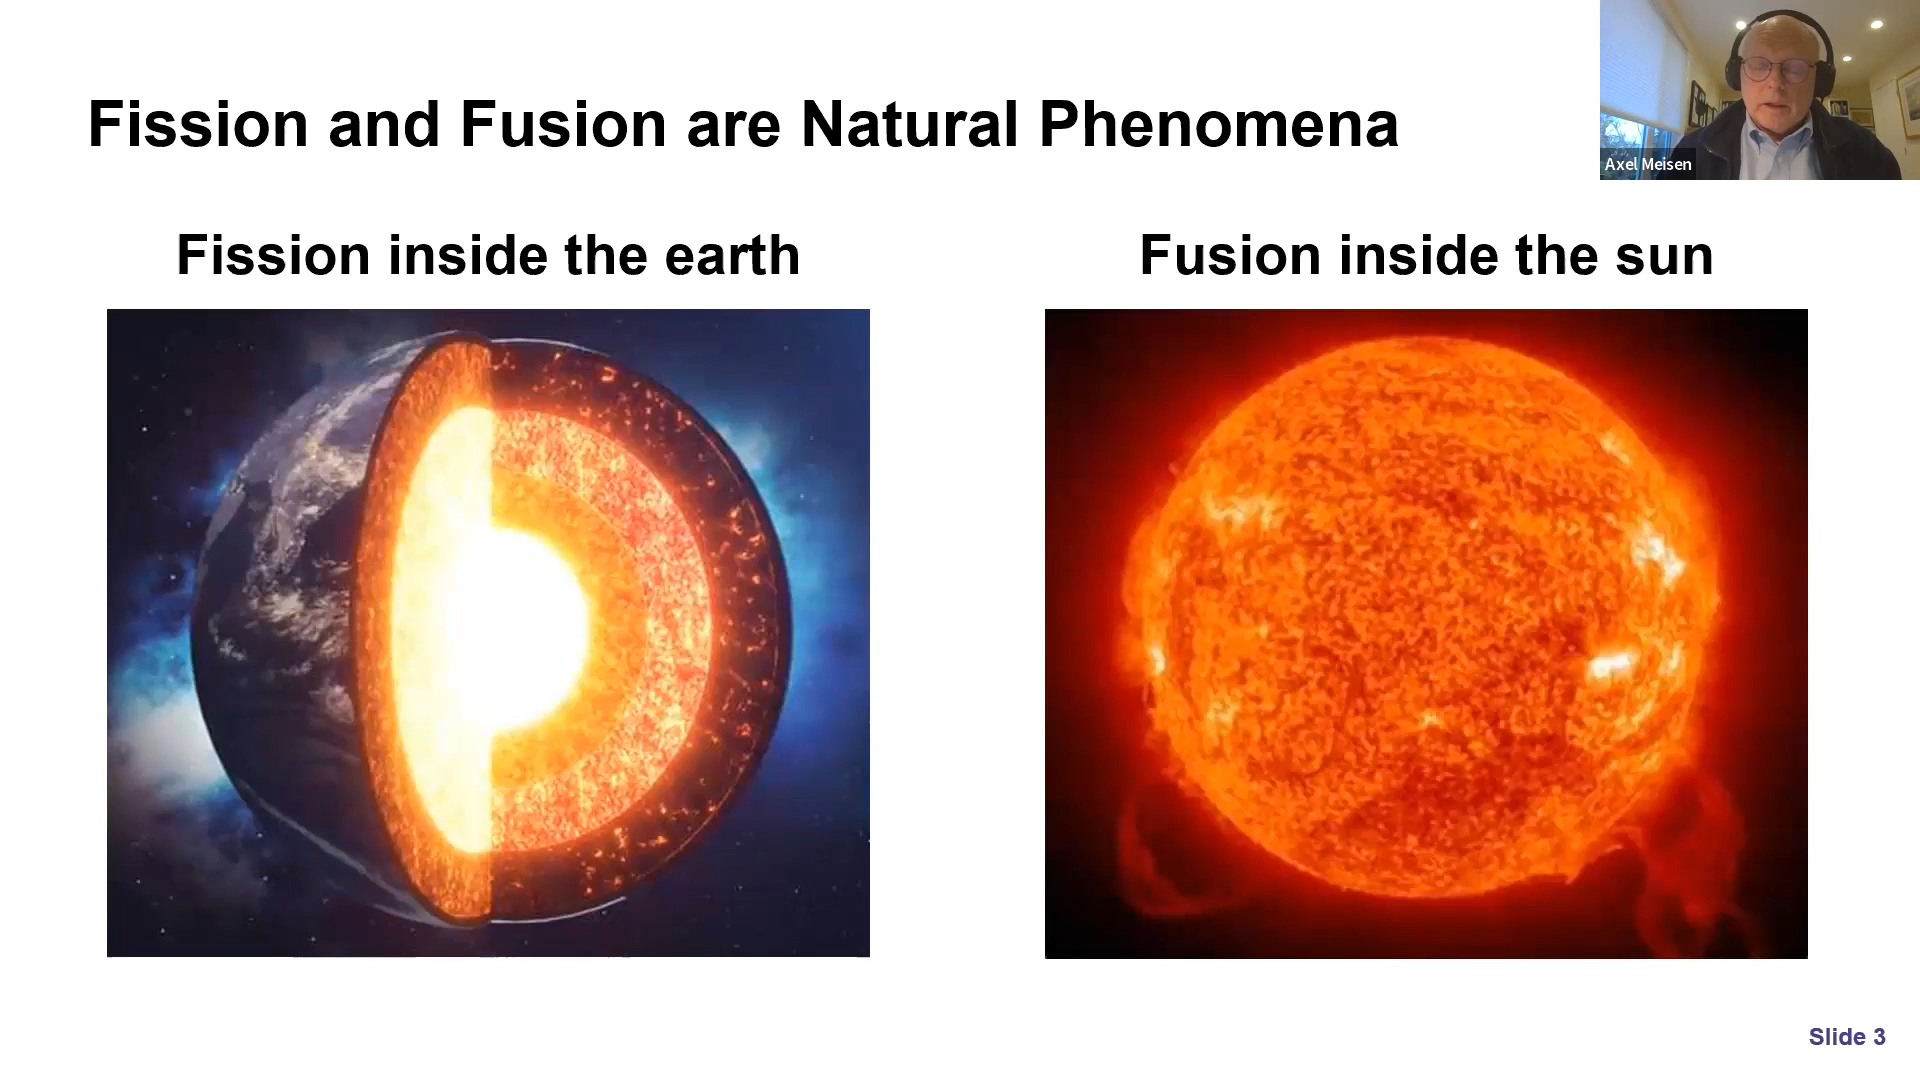 Fission and Fusion are Natural Phenomena
Axel Meisen
Fission inside the earth
Fusion inside the sun
Slide 3